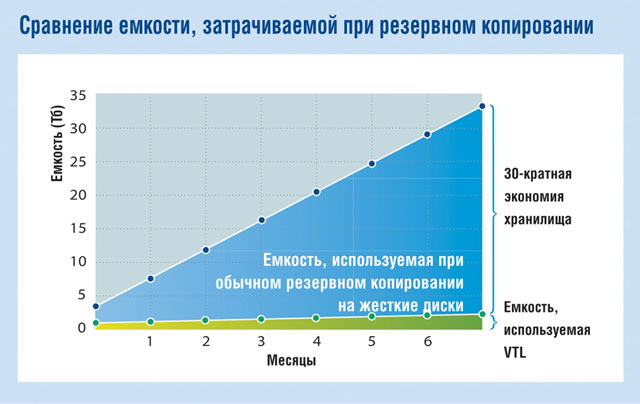 Сравнение емкости, затрачиваемой при резервном копировании
Емкость (Тб)
35
30
25
20
15
10
5
0
Емкость, используемая при
обычном резервном копировании
на жесткие диски
30-кратная
экономия
хранилища
Емкость,
используемая
VTL
1
2
3
4
5
6
Месяцы